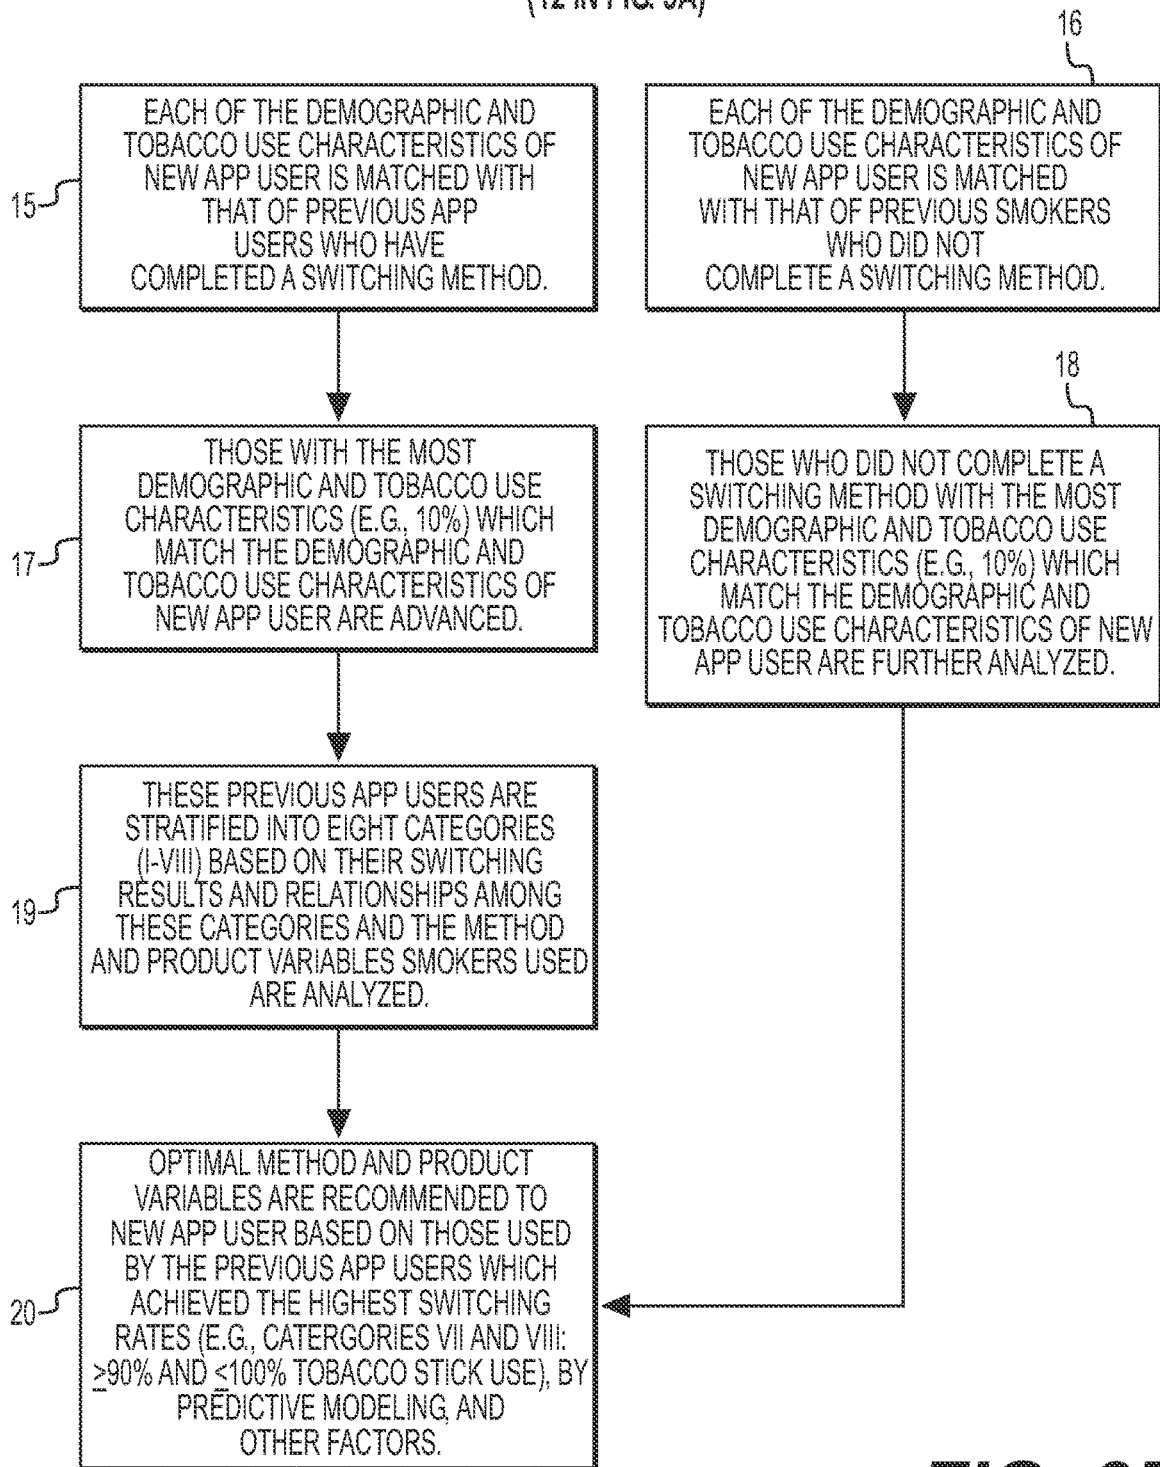 (12 IN FIG. 3A)
16
EACH OF THE DEMOGRAPHIC AND
TOBACCO USE CHARACTERISTICS OF
NEW APP USER IS MATCHED WITH
THAT OF PREVIOUS APP
USERS WHO HAVE
COMPLETED A SWITCHING METHOD.
15
EACH OF THE DEMOGRAPHIC AND
TOBACCO USE CHARACTERISTICS OF
NEW APP USER IS MATCHED
WITH THAT OF PREVIOUS SMOKERS
WHO DID NOT
COMPLETE A SWITCHING METHOD.
18
THOSE WITH THE MOST
DEMOGRAPHIC AND TOBACCO USE
CHARACTERISTICS (E.G., 10%) WHICH
MATCH THE DEMOGRAPHIC AND
TOBACCO USE CHARACTERISTICS OF
NEW APP USER ARE ADVANCED.
17
THOSE WHO DID NOT COMPLETE A
SWITCHING METHOD WITH THE MOST
DEMOGRAPHIC AND TOBACCO USE
CHARACTERISTICS (E.G., 10%) WHICH
MATCH THE DEMOGRAPHIC AND
TOBACCO USE CHARACTERISTICS OF NEW
APP USER ARE FURTHER ANALYZED.
THESE PREVIOUS APP USERS ARE
STRATIFIED INTO EIGHT CATEGORIES
(I-VIII) BASED ON THEIR SWITCHING
RESULTS AND RELATIONSHIPS AMONG
THESE CATEGORIES AND THE METHOD
AND PRODUCT VARIABLES SMOKERS USED
ARE ANALYZED.
19
OPTIMAL METHOD AND PRODUCT
VARIABLES ARE RECOMMENDED TO
NEW APP USER BASED ON THOSE USED
BY THE PREVIOUS APP USERS WHICH
ACHIEVED THE HIGHEST SWITCHING
RATES (E.G., CATERGORIES VII AND VIII:
≥90% AND ≤100% TOBACCO STICK USE), BY
PREDICTIVE MODELING, AND
OTHER FACTORS.
20